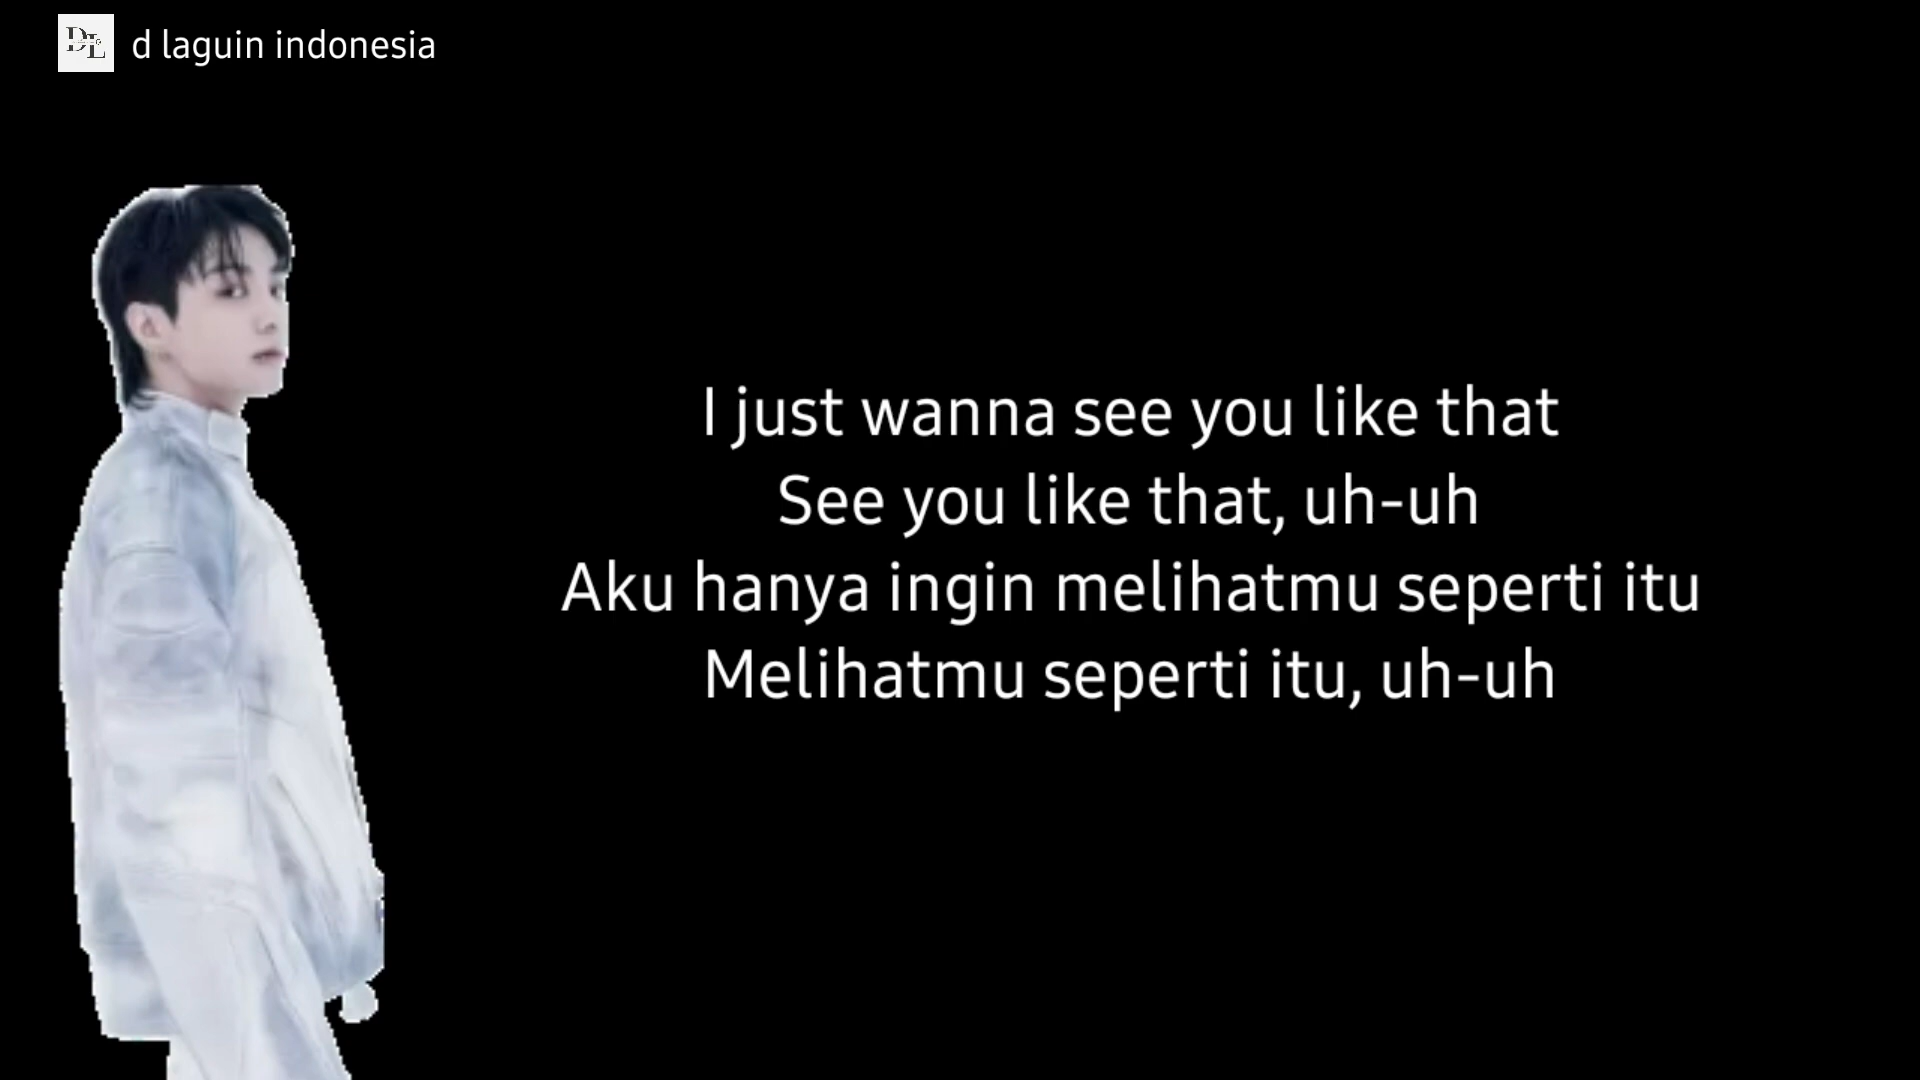 DL
d laguin indonesia
I just wanna see you like that
See you like that, uh-uh
Aku hanya ingin melihatmu seperti itu
Melihatmu seperti itu, uh-uh